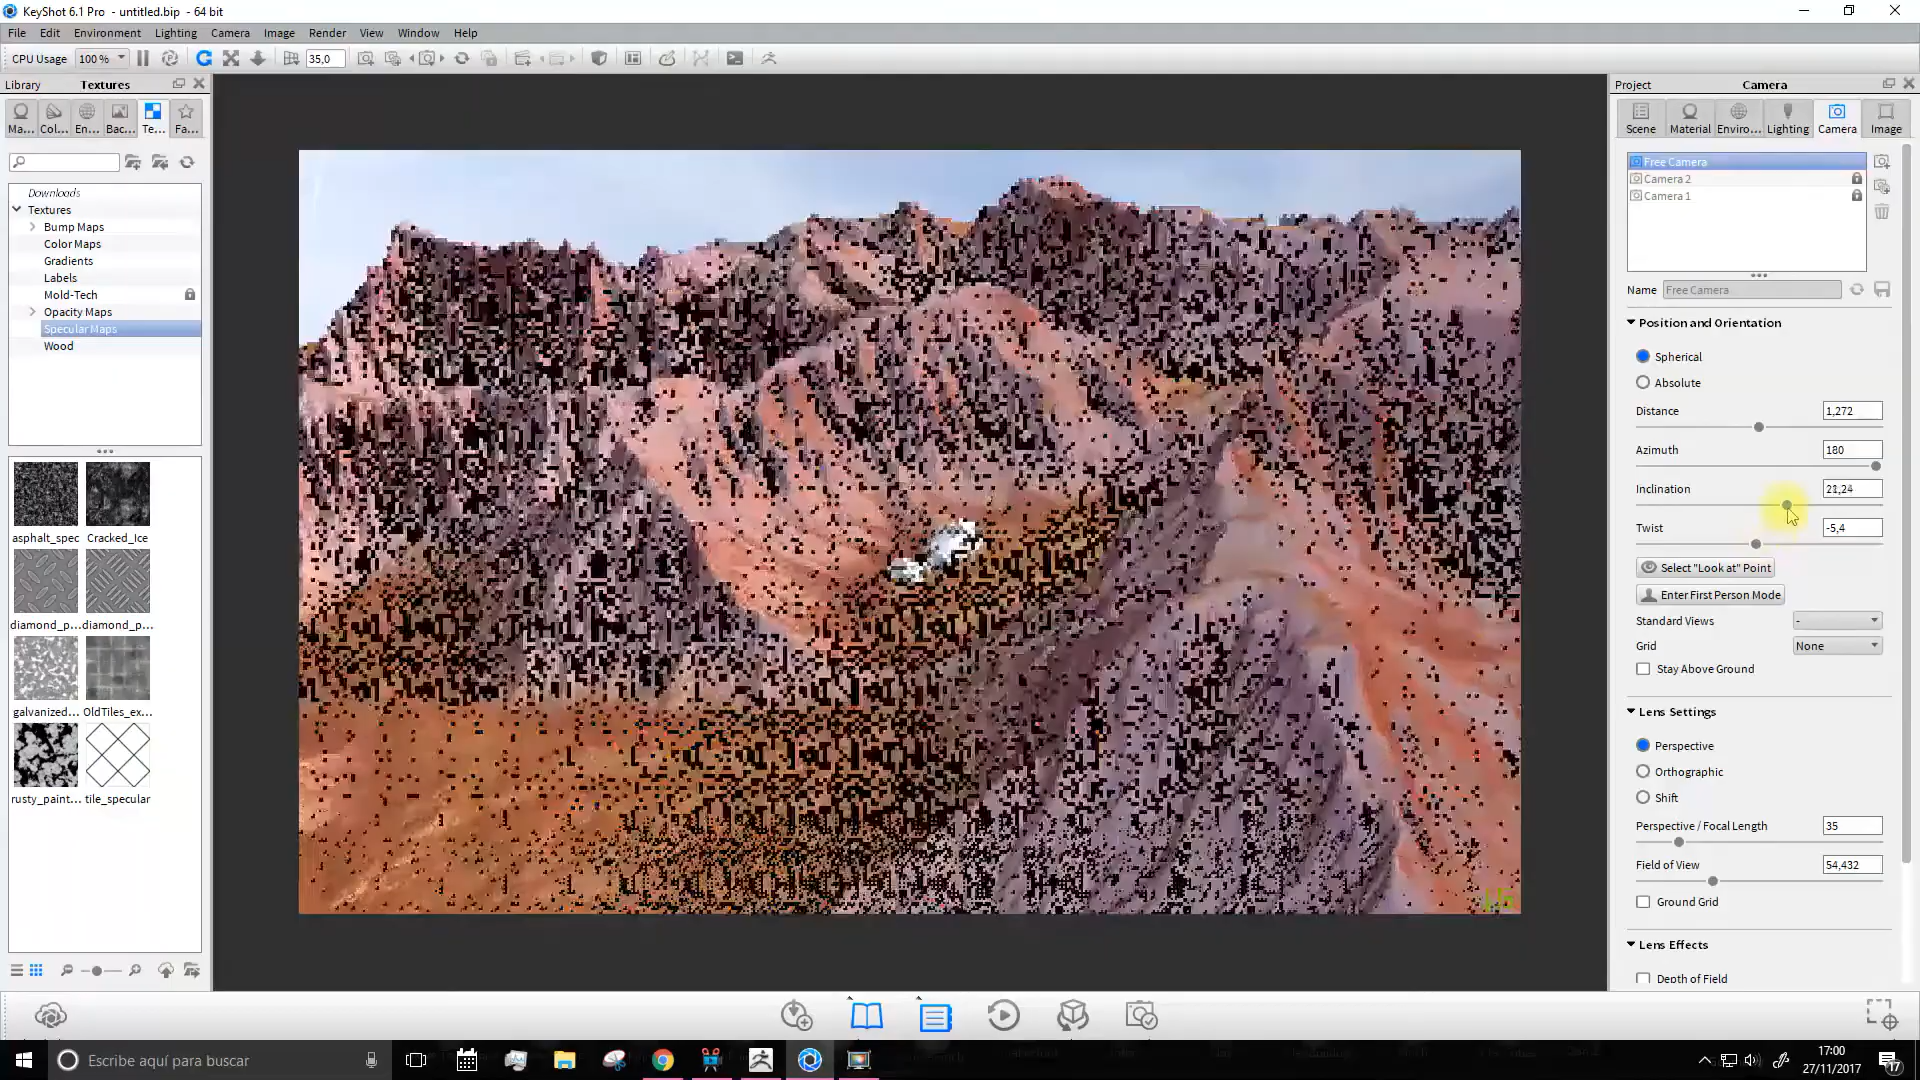 KeyShot 6.1 Pro - untitled.bip - 64 bit
File Edit Environment Lighting Camera Image Render View Window Help
CPU Usage 100 % 35,0
Library Textures
Ma... Col... En... Bac... Te... Fa...
Downloads
Textures
Bump Maps
Color Maps
Gradients
Labels
Mold-Tech
Opacity Maps
Specular Maps
Wood
asphalt_spec Cracked_Ice
diamond_p... diamond_p...
galvanized... OldTiles_ex...
rusty_paint... tile_specular
Project Camera
Scene Material Enviro... Lighting Camera Image
Free Camera
Camera 2
Camera 1
Name Free Camera
Position and Orientation
Spherical
Absolute
Distance 1,272
Azimuth 180
Inclination 21,24
Twist -5,4
Select "Look at" Point
Enter First Person Mode
Standard Views -
Grid None
Stay Above Ground
Lens Settings
Perspective
Orthographic
Shift
Perspective / Focal Length 35
Field of View 54,432
Ground Grid
Lens Effects
Depth of Field
Escribe aquí para buscar
17:00
27/11/2017
17